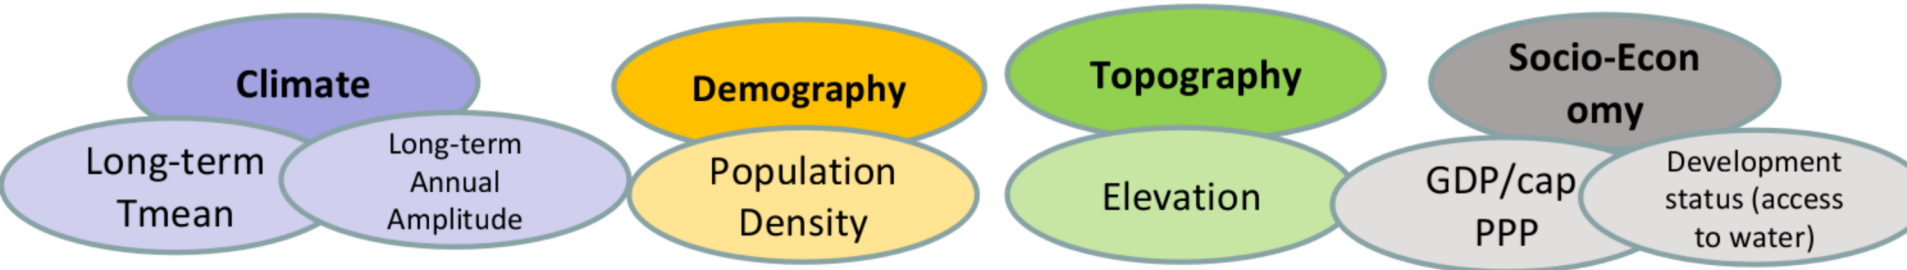 Climate
Long-term
Tmean
Long-term
Annual
Amplitude
Demography
Population
Density
Topography
Elevation
Socio-Econ
omy
GDP/cap
PPP
Development
status (access
to water)